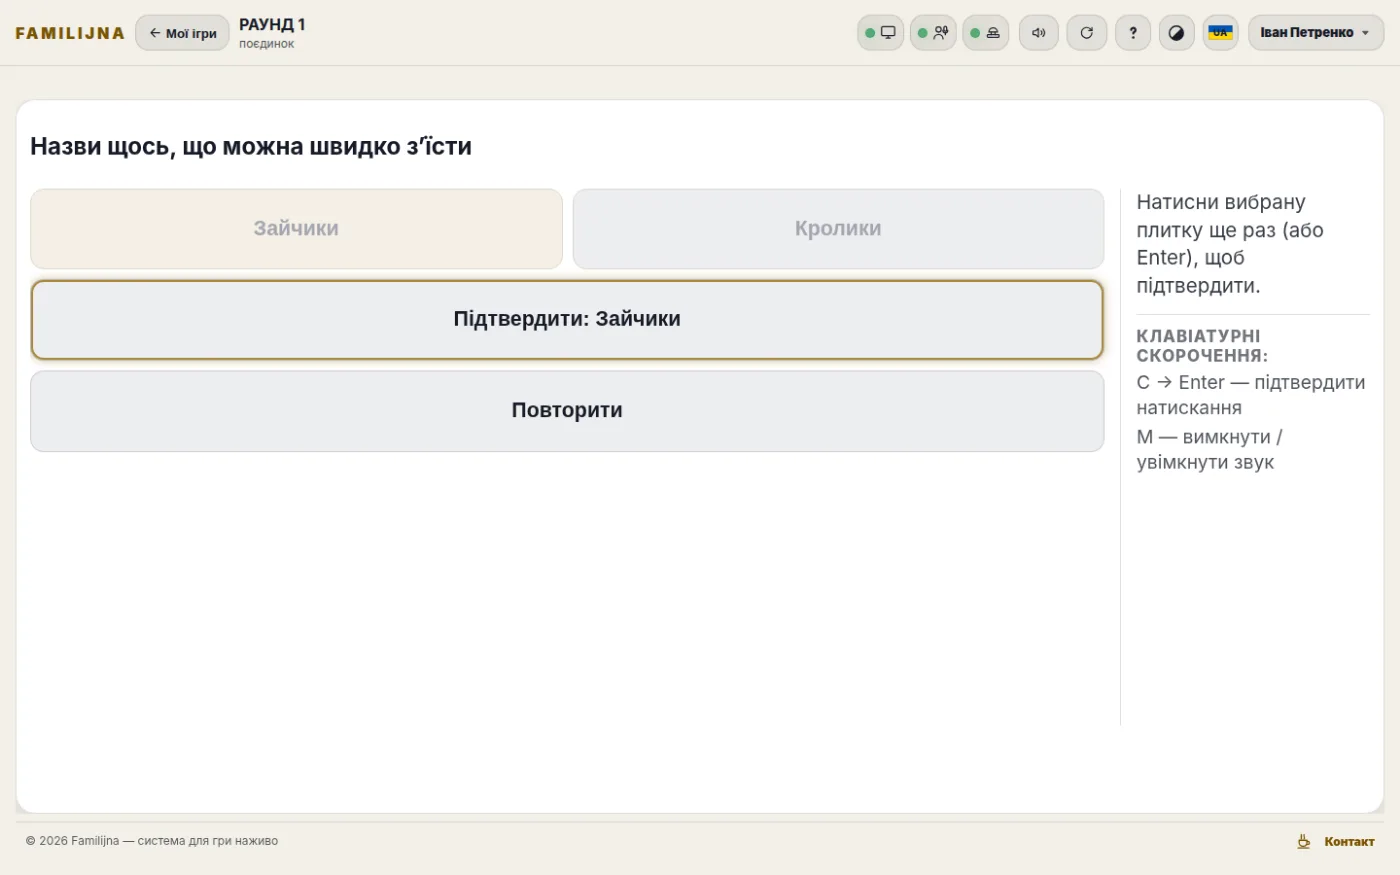 FAMILIJNA
← Мої ігри
РАУНД 1
поєдинок
?
UA
Іван Петренко
Назви щось, що можна швидко з’їсти
Зайчики
Кролики
Підтвердити: Зайчики
Повторити
Натисни вибрану
плитку ще раз (або
Enter), щоб
підтвердити.
КЛАВІАТУРНІ
СКОРОЧЕННЯ:
C → Enter — підтвердити
натискання
M — вимкнути /
увімкнути звук
© 2026 Familijna — система для гри наживо
Контакт